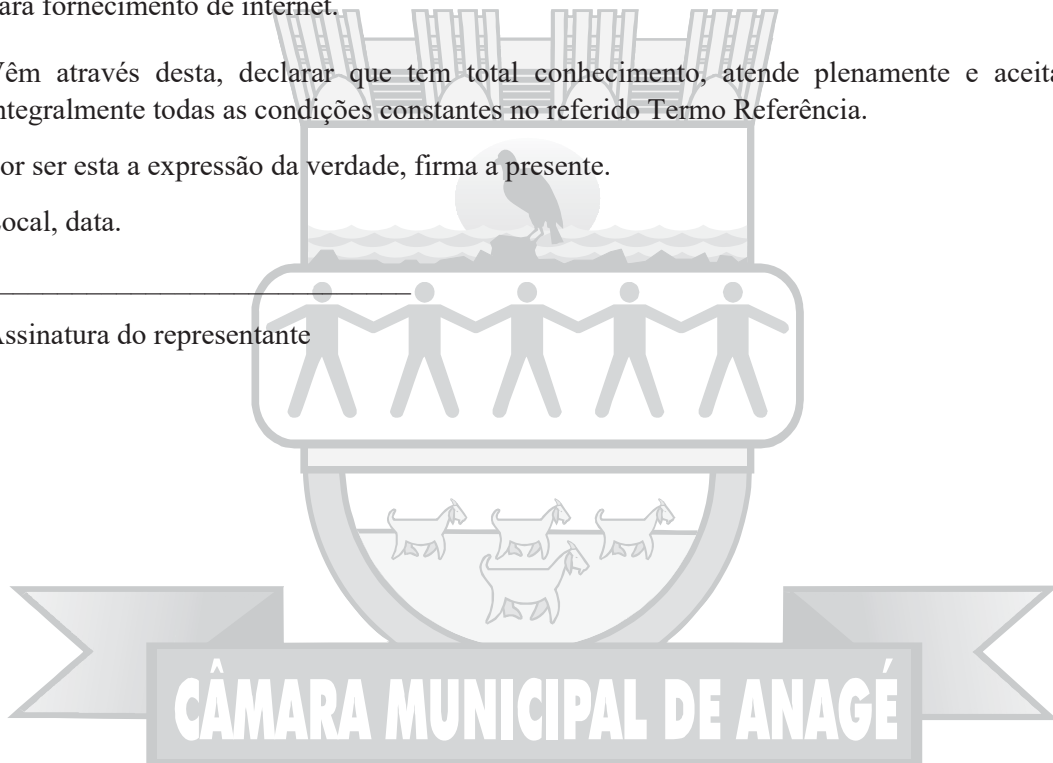 ara fornecimento de internet.
êm através desta, declarar que tem total conhecimento, atende plenamente e aceita
ntegralmente todas as condições constantes no referido Termo Referência.
or ser esta a expressão da verdade, firma a presente.
ocal, data.
Assinatura do representante
CÂMARA MUNICIPAL DE ANAGÉ